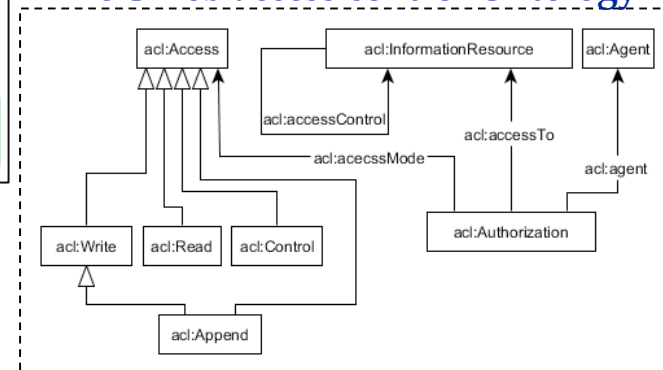 acl:Access
acl:InformationResource
acl:Agent
acl:accessControl
acl:accessTo
acl:acecssMode
acl:agent
acl:Write
acl:Read
acl:Control
acl:Authorization
acl:Append